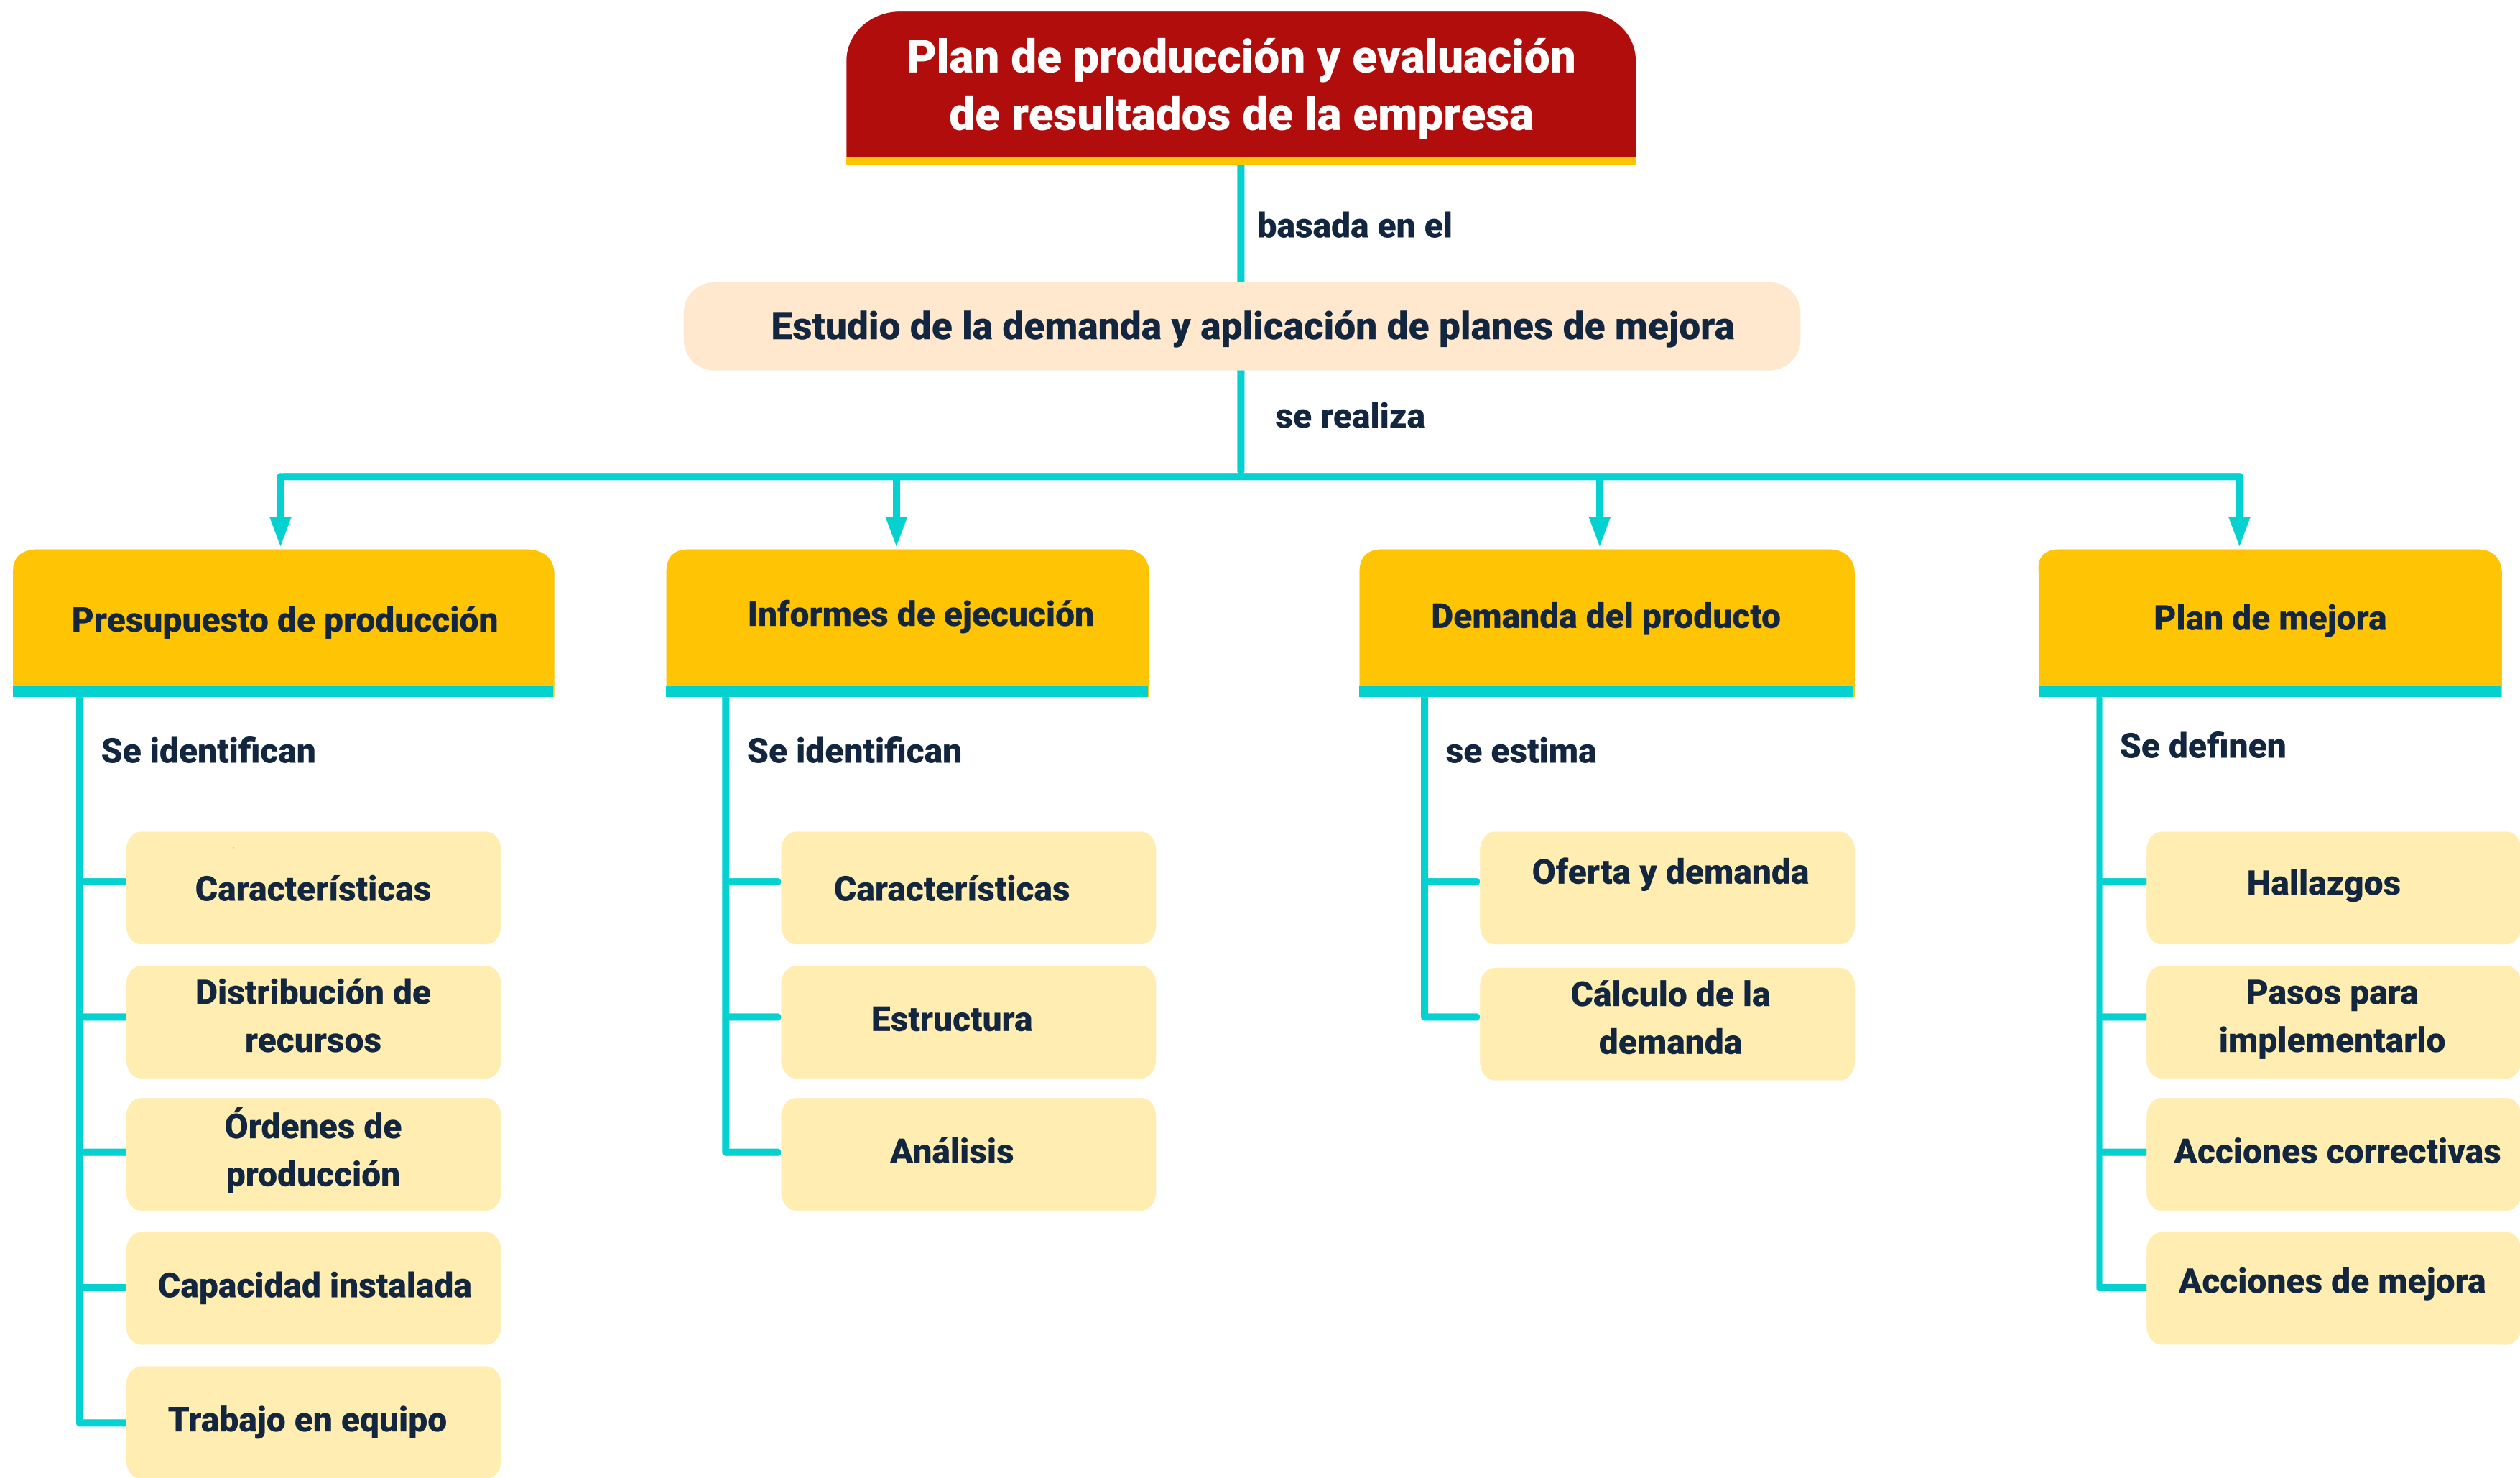 Plan de producción y evaluación
de resultados de la empresa
basada en el
Estudio de la demanda y aplicación de planes de mejora
se realiza
Presupuesto de producción
Se identifican
Características
Distribución de
recursos
Órdenes de
producción
Capacidad instalada
Trabajo en equipo
Informes de ejecución
Se identifican
Características
Estructura
Análisis
Demanda del producto
se estima
Oferta y demanda
Cálculo de la
demanda
Plan de mejora
Se definen
Hallazgos
Pasos para
implementarlo
Acciones correctivas
Acciones de mejora